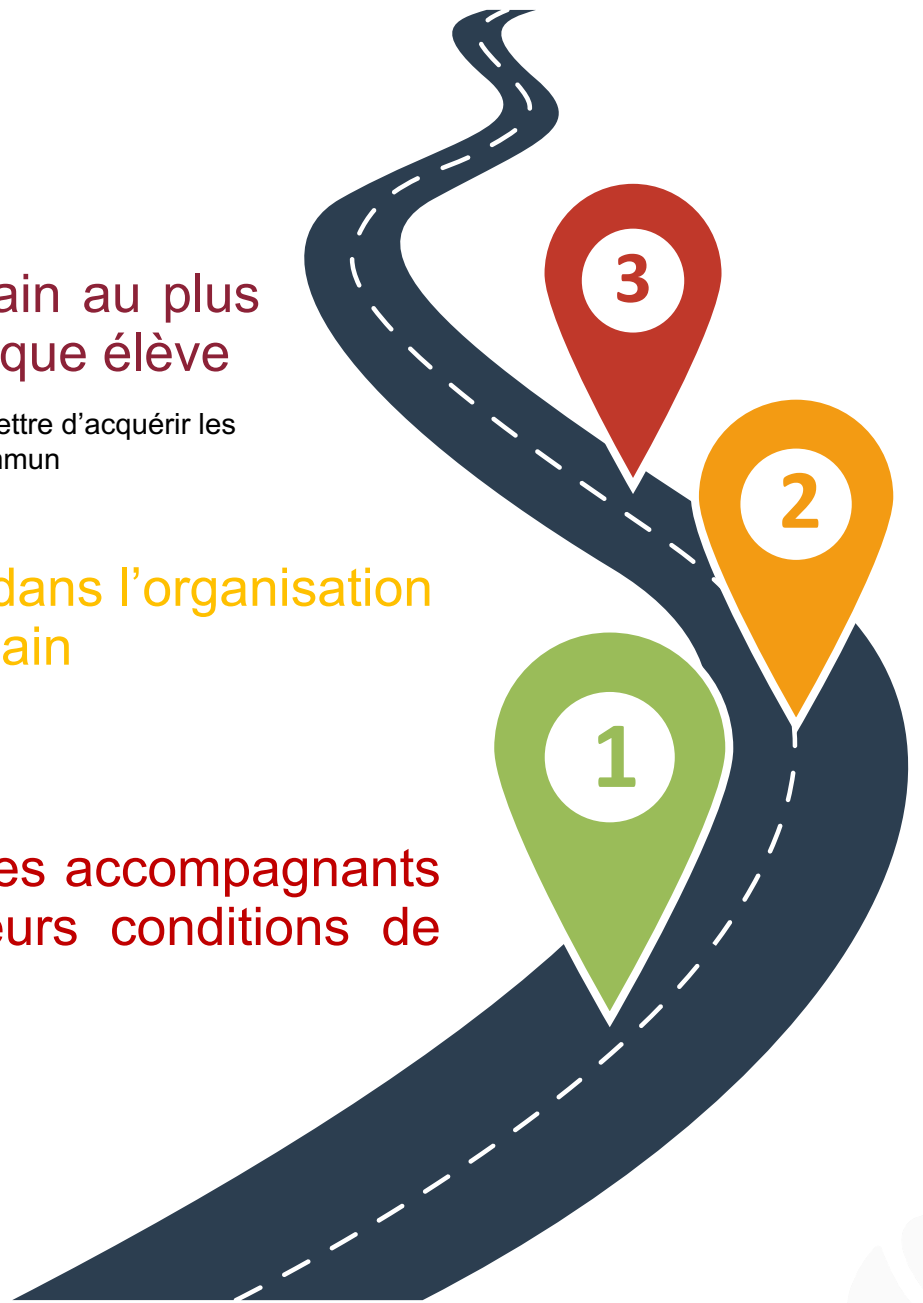 3
ain au plus
que élève
ettre d'acquérir les
mmun
2
dans l'organisation
ain
1
es accompagnants
eurs conditions de